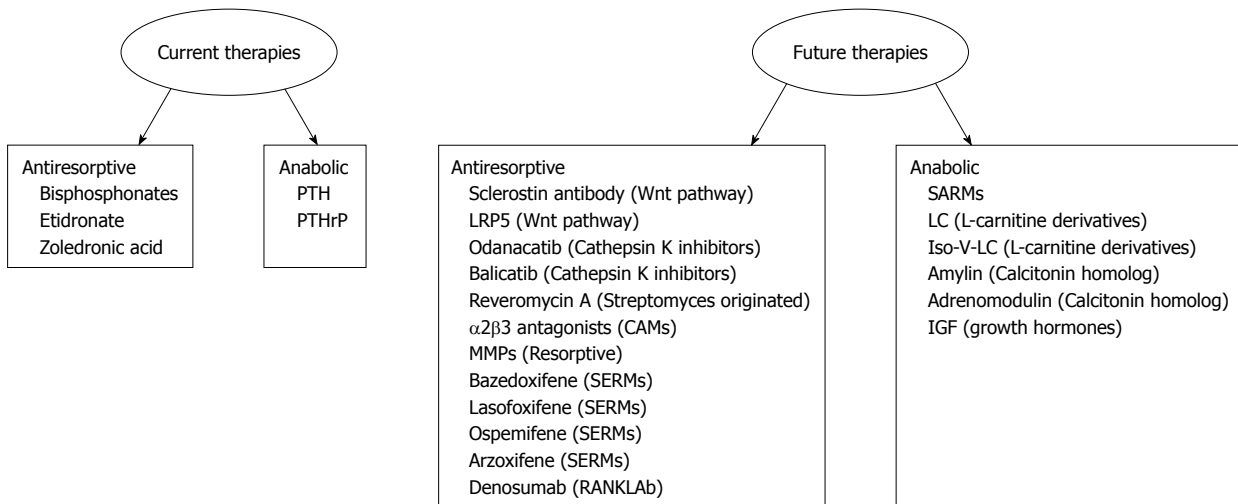 Current therapies
Antiresorptive
Bisphosphonates
Etidronate
Zoledronic acid
Anabolic
PTH
PTHrP
Future therapies
Antiresorptive
Sclerostin antibody (Wnt pathway)
LRP5 (Wnt pathway)
Odanacatib (Cathepsin K inhibitors)
Balicatib (Cathepsin K inhibitors)
Reveromycin A (Streptomyces originated)
α2β3 antagonists (CAMs)
MMPs (Resorptive)
Bazedoxifene (SERMs)
Lasofoxifene (SERMs)
Ospemifene (SERMs)
Arzoxifene (SERMs)
Denosumab (RANKLAb)
Anabolic
SARMs
LC (L-carnitine derivatives)
Iso-V-LC (L-carnitine derivatives)
Amylin (Calcitonin homolog)
Adrenomodulin (Calcitonin homolog)
IGF (growth hormones)